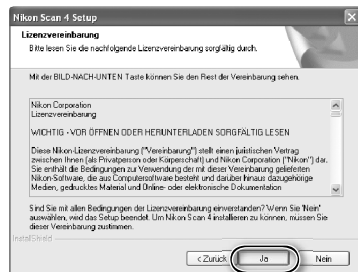 Nikon Scan 4 Setup
Lizenzvereinbarung
Bitte lesen Sie die nachfolgende Lizenzvereinbarung sorgfältig durch.
Mit der BILD-NACH-UNTEN Taste können Sie den Rest der Vereinbarung sehen.
Nikon Corporation
Lizenzvereinbarung
WICHTIG - VOR ÖFFNEN ODER HERUNTERLADEN SORGFÄLTIG LESEN
Diese Nikon-Lizenzvereinbarung ("Vereinbarung") stellt einen juristischen Vertrag
zwischen Ihnen (als Privatperson oder Körperschaft) und Nikon Corporation ("Nikon") dar.
Sie enthält die Bedingungen zur Verwendung der mit dieser Vereinbarung gelieferten
Nikon-Software, die aus Computersoftware besteht und darüber hinaus dazugehörige
Medien, gedrucktes Material und Online- oder elektronische Dokumentation
Sind Sie mit allen Bedingungen der Lizenzvereinbarung einverstanden? Wenn Sie 'Nein'
auswählen, wird das Setup beendet. Um Nikon Scan 4 installieren zu können, müssen Sie
dieser Vereinbarung zustimmen.
InstallShield
< Zurück
Ja
Nein